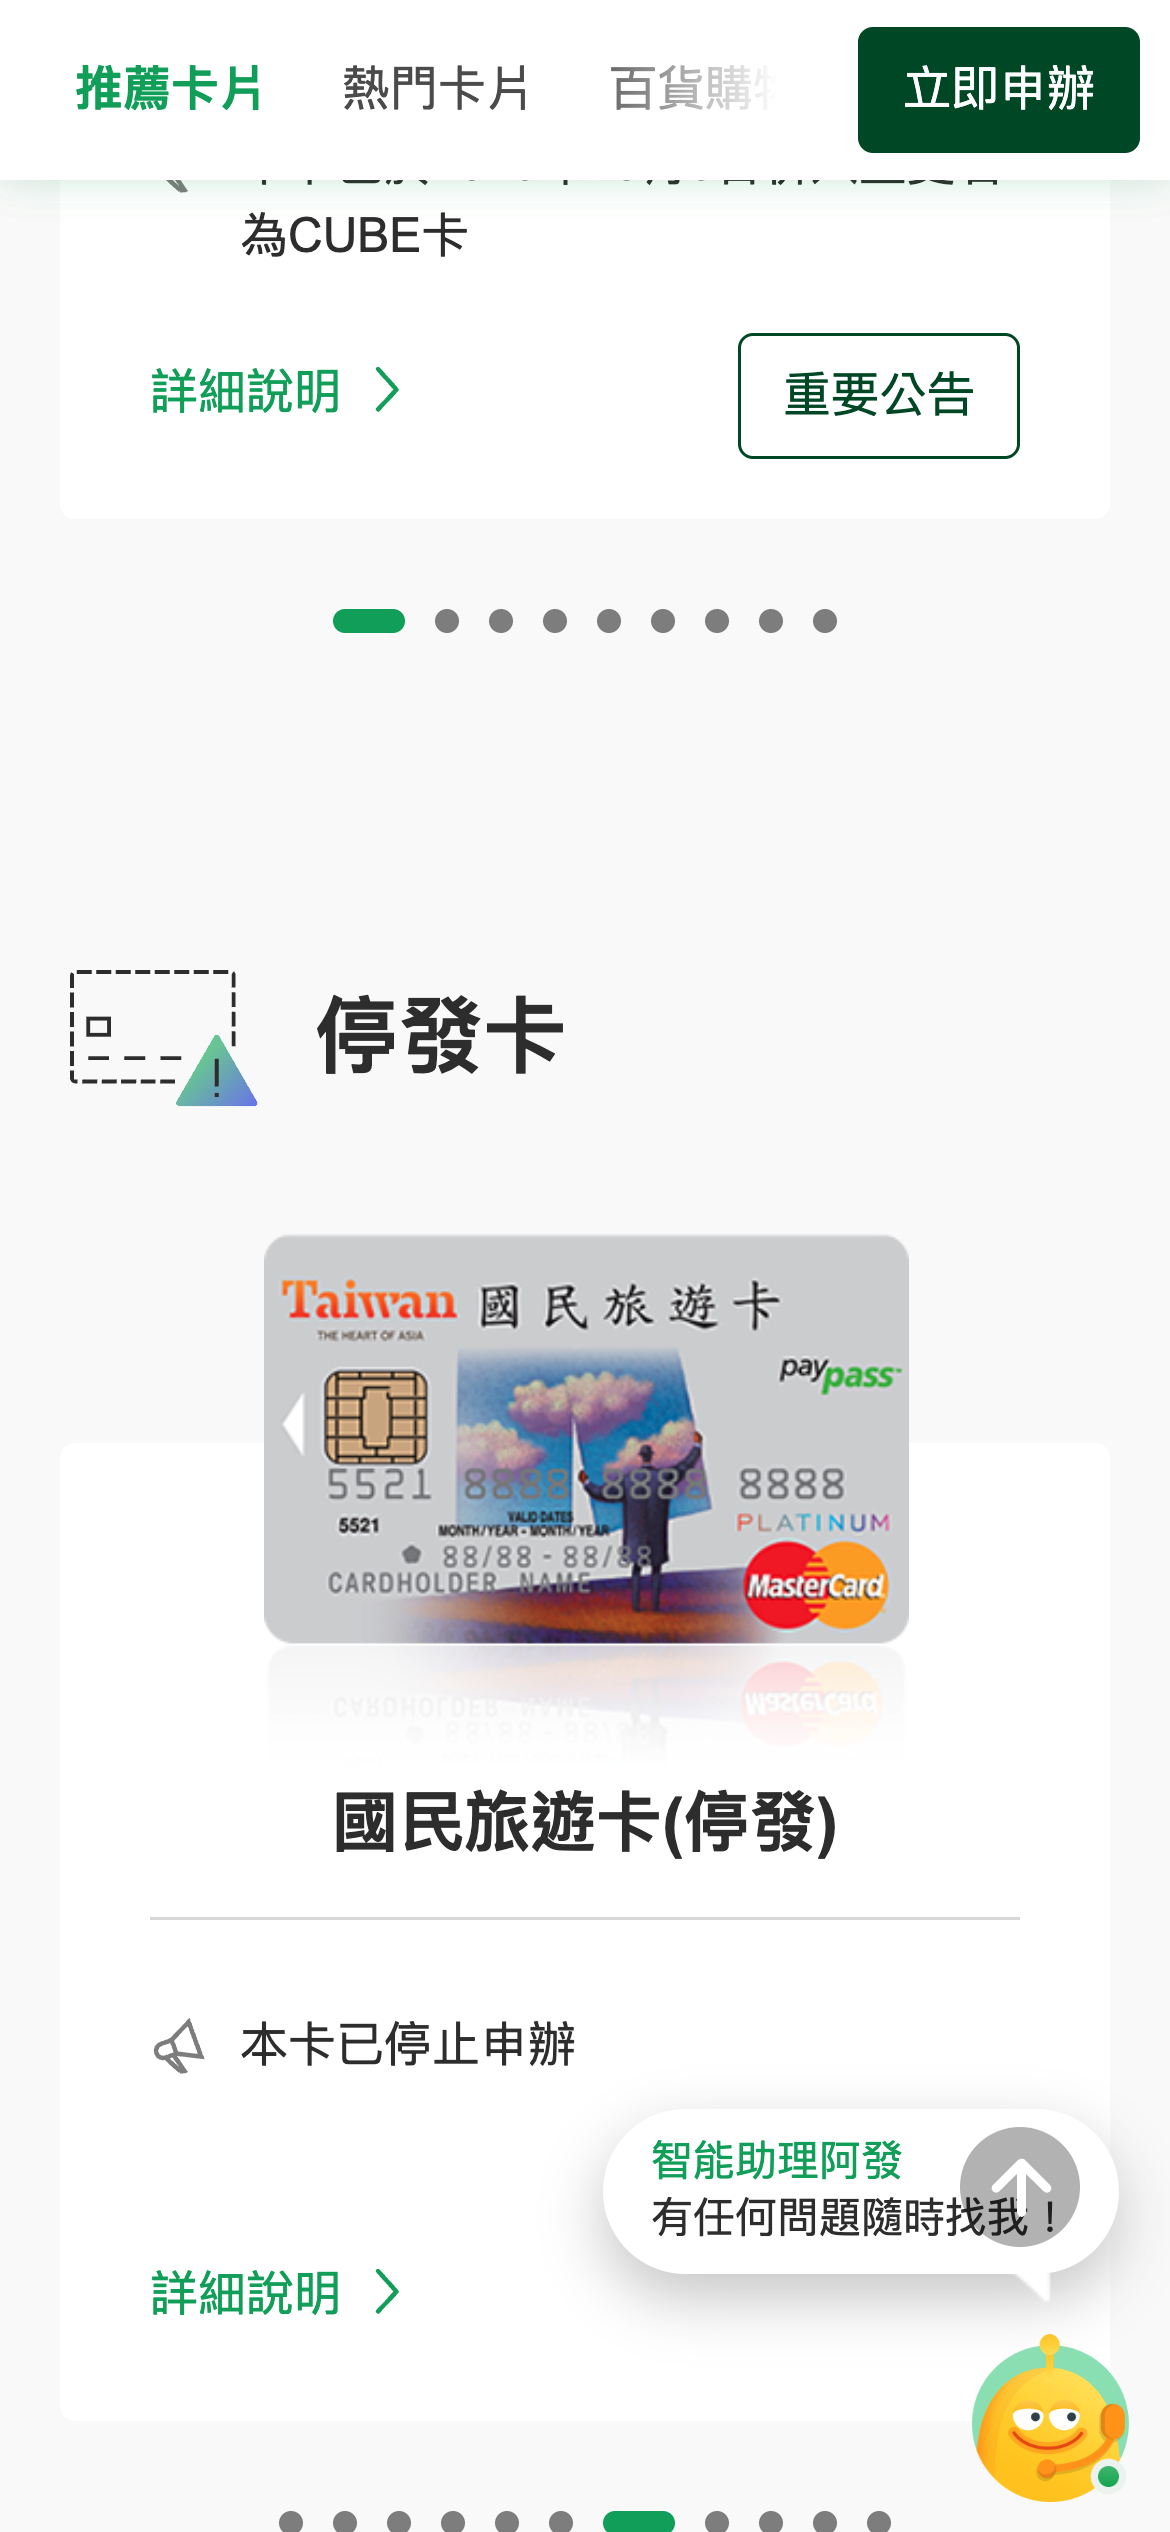 推薦卡片
熱門卡片
百貨購
立即申辦
為CUBE卡
詳細說明
重要公告
停發卡
Taiwan 國民旅遊卡
THE HEART OF ASIA
paypass
5521 8888 8888 8888
PLATINUM
5521
VALID DATES
MONTH/YEAR - MONTH/YEAR
88/88 - 88/88
CARDHOLDER NAME
MasterCard
國民旅遊卡(停發)
本卡已停止申辦
智能助理阿發
有任何問題隨時找我！
詳細說明